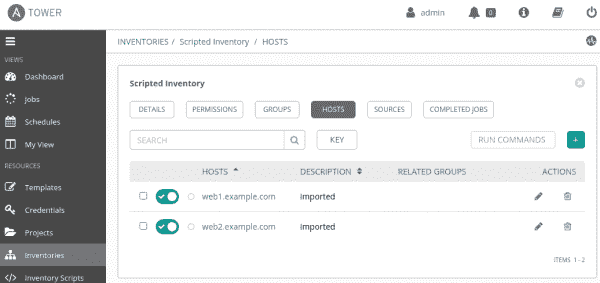 A TOWER
admin
0
INVENTORIES / Scripted Inventory / HOSTS
VIEWS
Dashboard
Jobs
Schedules
My View
RESOURCES
Templates
Credentials
Projects
Inventories
Inventory Scripts
Scripted Inventory
DETAILS
PERMISSIONS
GROUPS
HOSTS
SOURCES
COMPLETED JOBS
SEARCH
KEY
RUN COMMANDS
+
HOSTS DESCRIPTION RELATED GROUPS ACTIONS
web1.example.com Imported
web2.example.com Imported
ITEMS 1 - 2